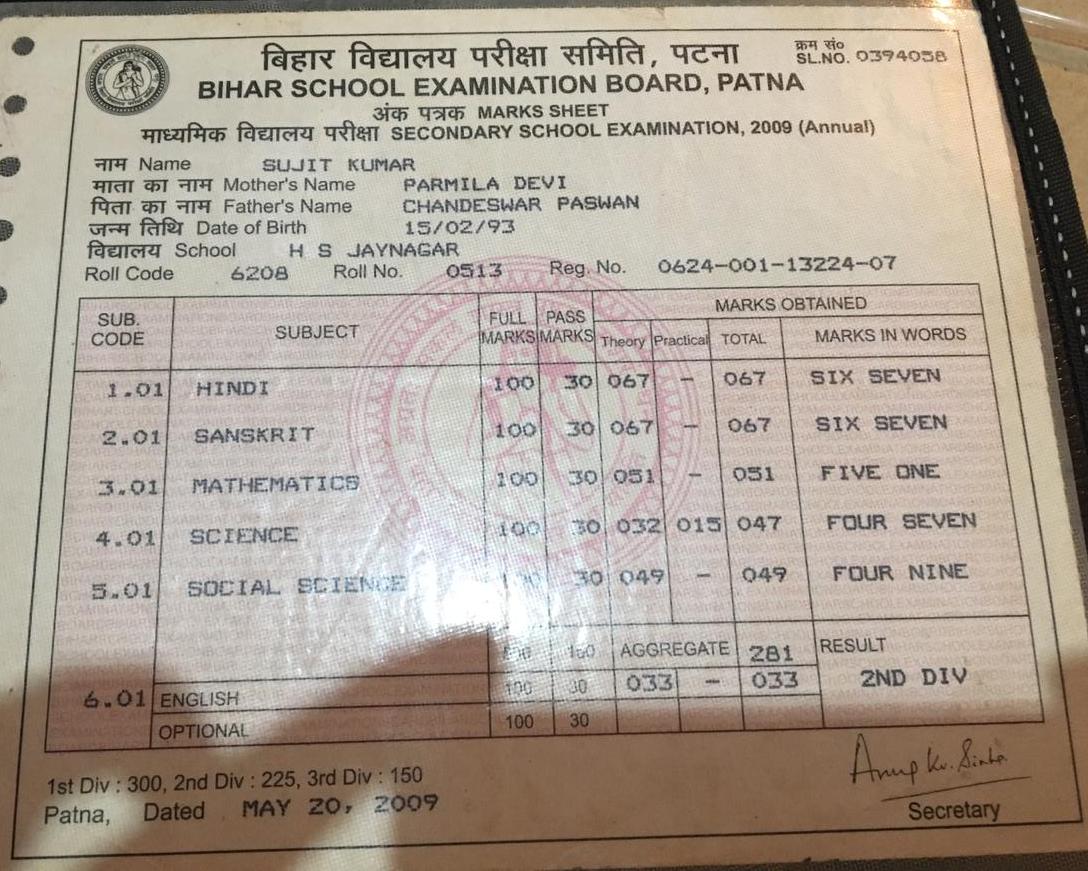 बिहार विद्यालय परीक्षा समिति, पटना
क्रम सं०
SL.NO. 0394058
BIHAR SCHOOL EXAMINATION BOARD, PATNA
अंक पत्रक MARKS SHEET
माध्यमिक विद्यालय परीक्षा SECONDARY SCHOOL EXAMINATION, 2009 (Annual)
नाम Name SUJIT KUMAR
माता का नाम Mother's Name PARMILA DEVI
पिता का नाम Father's Name CHANDESWAR PASWAN
जन्म तिथि Date of Birth 15/02/93
विद्यालय School H S JAYNAGAR
Roll Code 6208 Roll No. 0513 Reg. No. 0624-001-13224-07
SUB. CODE SUBJECT FULL MARKS PASS MARKS MARKS OBTAINED
Theory Practical TOTAL MARKS IN WORDS
1.01 HINDI 100 30 067 - 067 SIX SEVEN
2.01 SANSKRIT 100 30 067 - 067 SIX SEVEN
3.01 MATHEMATICS 100 30 051 - 051 FIVE ONE
4.01 SCIENCE 100 30 032 015 047 FOUR SEVEN
5.01 SOCIAL SCIENCE 30 049 - 049 FOUR NINE
AGGREGATE 281 RESULT
6.01 ENGLISH 100 30 033 - 033 2ND DIV
OPTIONAL 100 30
1st Div : 300, 2nd Div : 225, 3rd Div : 150
Patna, Dated MAY 20, 2009
Anup Kr. Sinha
Secretary